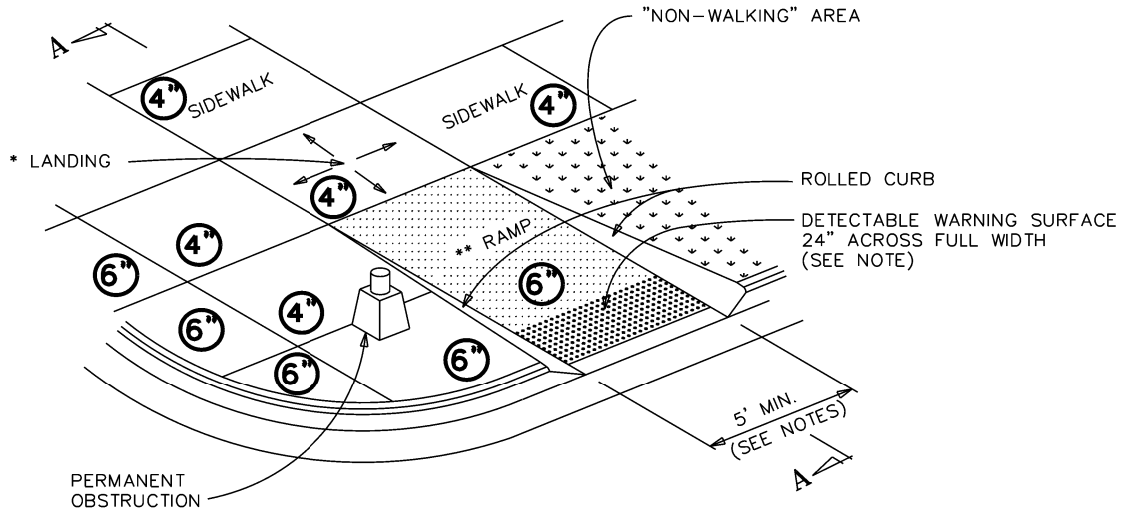 "NON-WALKING" AREA
A
4"
SIDEWALK
SIDEWALK
4"
* LANDING
4"
ROLLED CURB
DETECTABLE WARNING SURFACE
24" ACROSS FULL WIDTH
(SEE NOTE)
** RAMP
4"
6"
6"
4"
6"
6"
6"
5' MIN.
(SEE NOTES)
A
PERMANENT
OBSTRUCTION